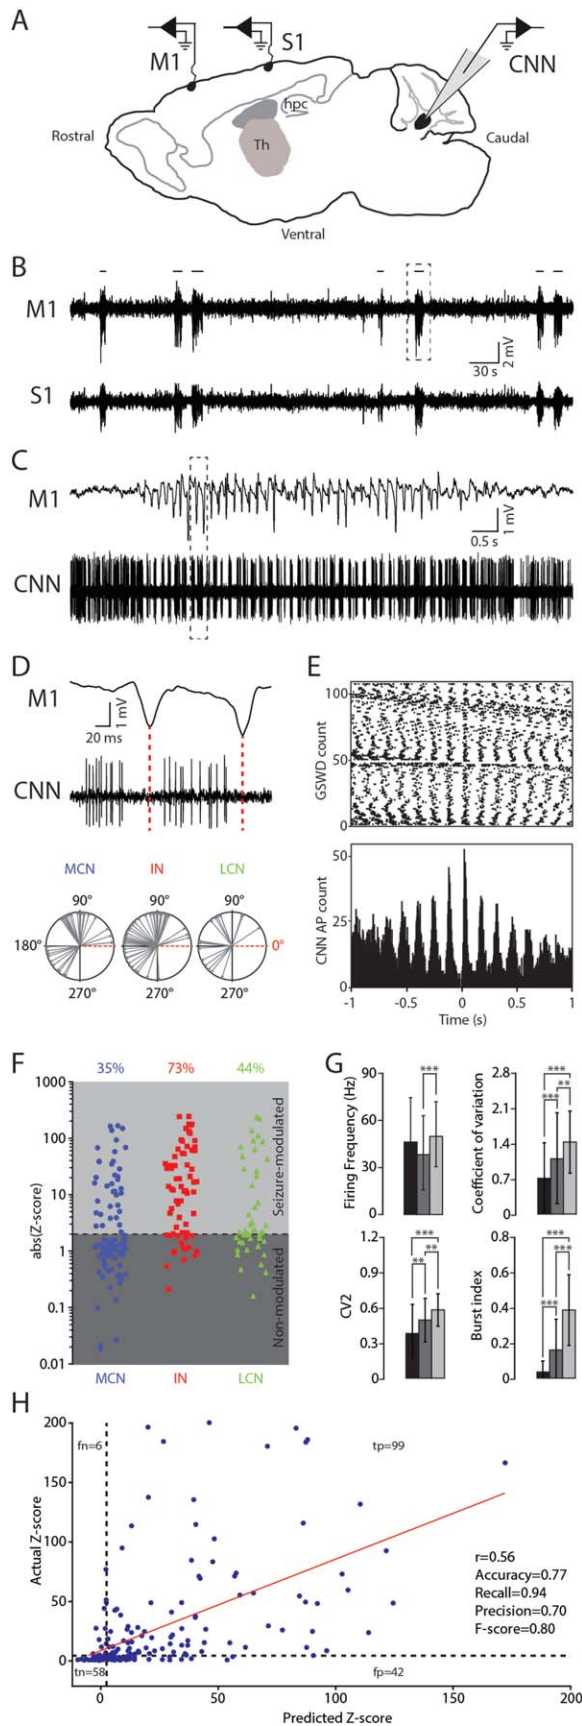 A
M1
S1
CNN
hpc
Th
Rostral
Caudal
Ventral
B
M1
30 s
2 mV
S1
C
M1
0.5 s
1 mV
CNN
D
M1
1 mV
20 ms
CNN
MCN
IN
LCN
90°
90°
90°
180°
0°
270°
270°
270°
E
GSWD count
100
50
0
CNN AP count
50
25
0
-1
-0.5
0
0.5
1
Time (s)
F
35%
73%
44%
abs(Z-score)
1000
100
10
1
0.1
0.01
Seizure-modulated
Non-modulated
MCN
IN
LCN
G
Firing Frequency (Hz)
90
60
30
0
***
Coefficient of variation
2.8
2.1
1.4
0.7
0
***
***
**
CV2
1.2
0.9
0.6
0.3
0
***
**
**
Burst index
0.8
0.6
0.4
0.2
0
***
***
***
H
Actual Z-score
200
150
100
50
0
fn=6
tp=99
r=0.56
Accuracy=0.77
Recall=0.94
Precision=0.70
F-score=0.80
tn=58
fp=42
0
50
100
150
200
Predicted Z-score